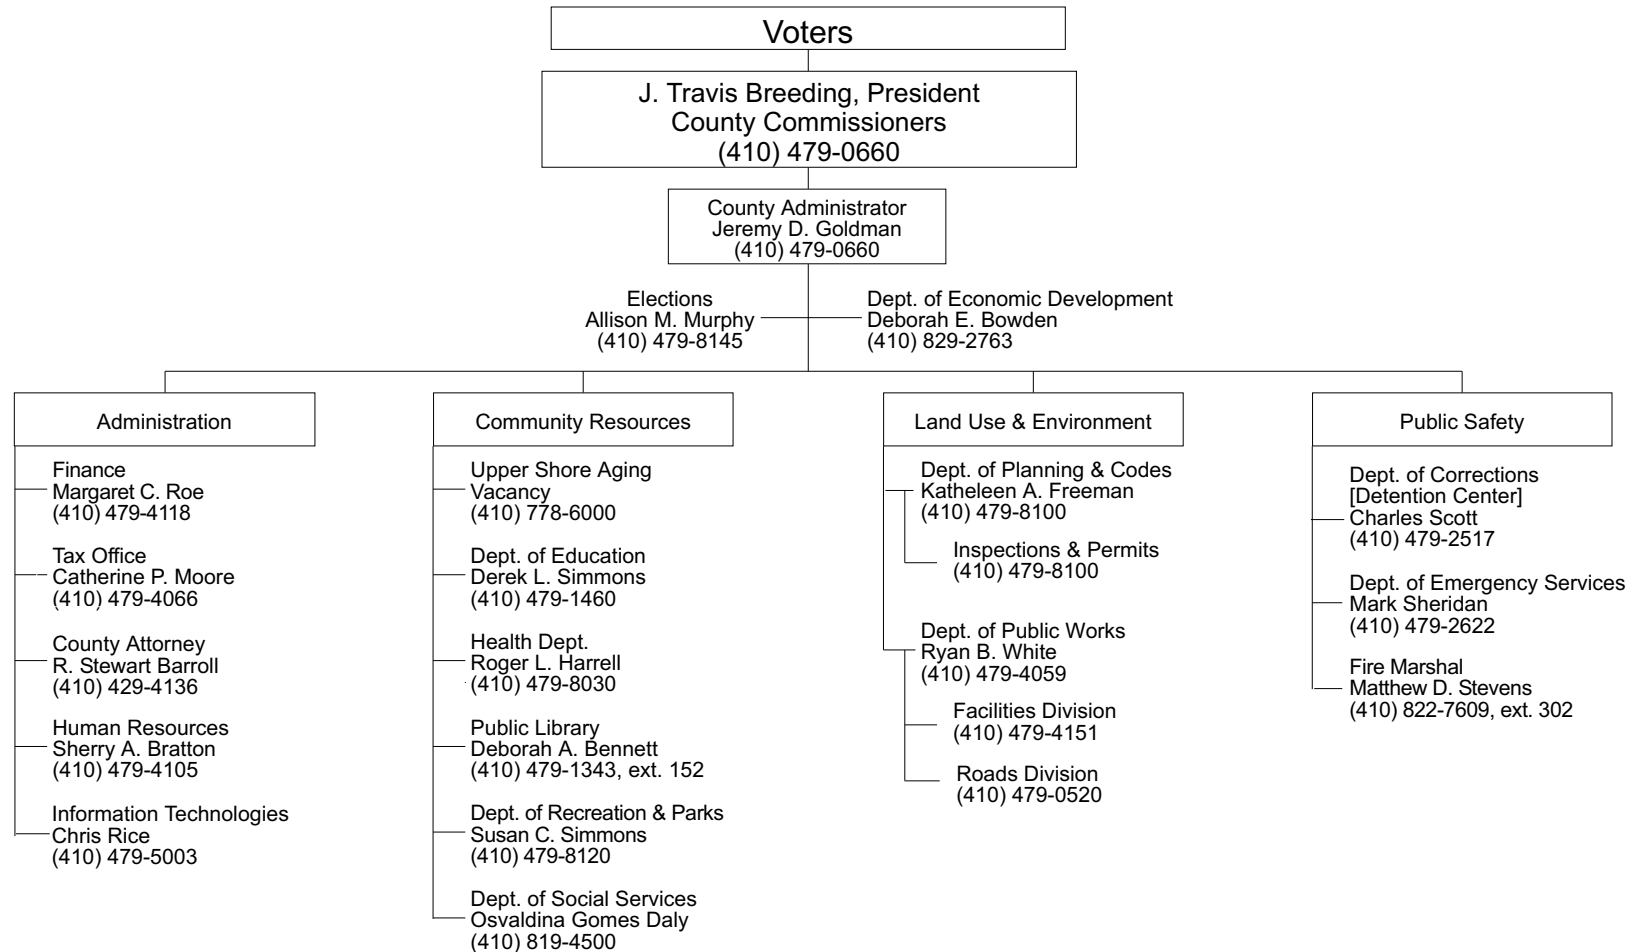 Voters
J. Travis Breeding, President
County Commissioners
(410) 479-0660
County Administrator
Jeremy D. Goldman
(410) 479-0660
Elections
Allison M. Murphy
(410) 479-8145
Dept. of Economic Development
Deborah E. Bowden
(410) 829-2763
Administration
Finance
Margaret C. Roe
(410) 479-4118
Tax Office
Catherine P. Moore
(410) 479-4066
County Attorney
R. Stewart Barroll
(410) 429-4136
Human Resources
Sherry A. Bratton
(410) 479-4105
Information Technologies
Chris Rice
(410) 479-5003
Community Resources
Upper Shore Aging
Vacancy
(410) 778-6000
Dept. of Education
Derek L. Simmons
(410) 479-1460
Health Dept.
Roger L. Harrell
(410) 479-8030
Public Library
Deborah A. Bennett
(410) 479-1343, ext. 152
Dept. of Recreation & Parks
Susan C. Simmons
(410) 479-8120
Dept. of Social Services
Osvaldina Gomes Daly
(410) 819-4500
Land Use & Environment
Dept. of Planning & Codes
Katheleen A. Freeman
(410) 479-8100
Inspections & Permits
(410) 479-8100
Dept. of Public Works
Ryan B. White
(410) 479-4059
Facilities Division
(410) 479-4151
Roads Division
(410) 479-0520
Public Safety
Dept. of Corrections
[Detention Center]
Charles Scott
(410) 479-2517
Dept. of Emergency Services
Mark Sheridan
(410) 479-2622
Fire Marshal
Matthew D. Stevens
(410) 822-7609, ext. 302